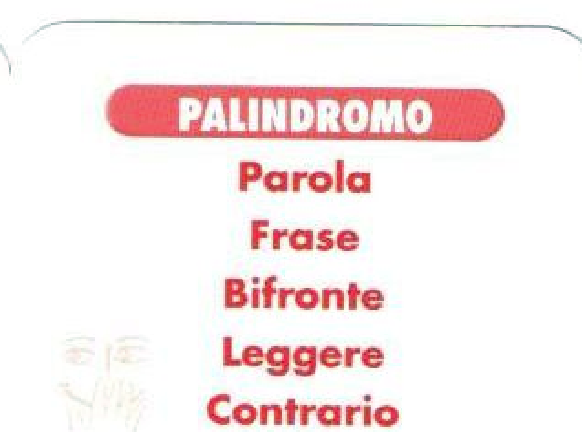 PALINDROMO
Parola
Frase
Bifronte
Leggere
Contrario